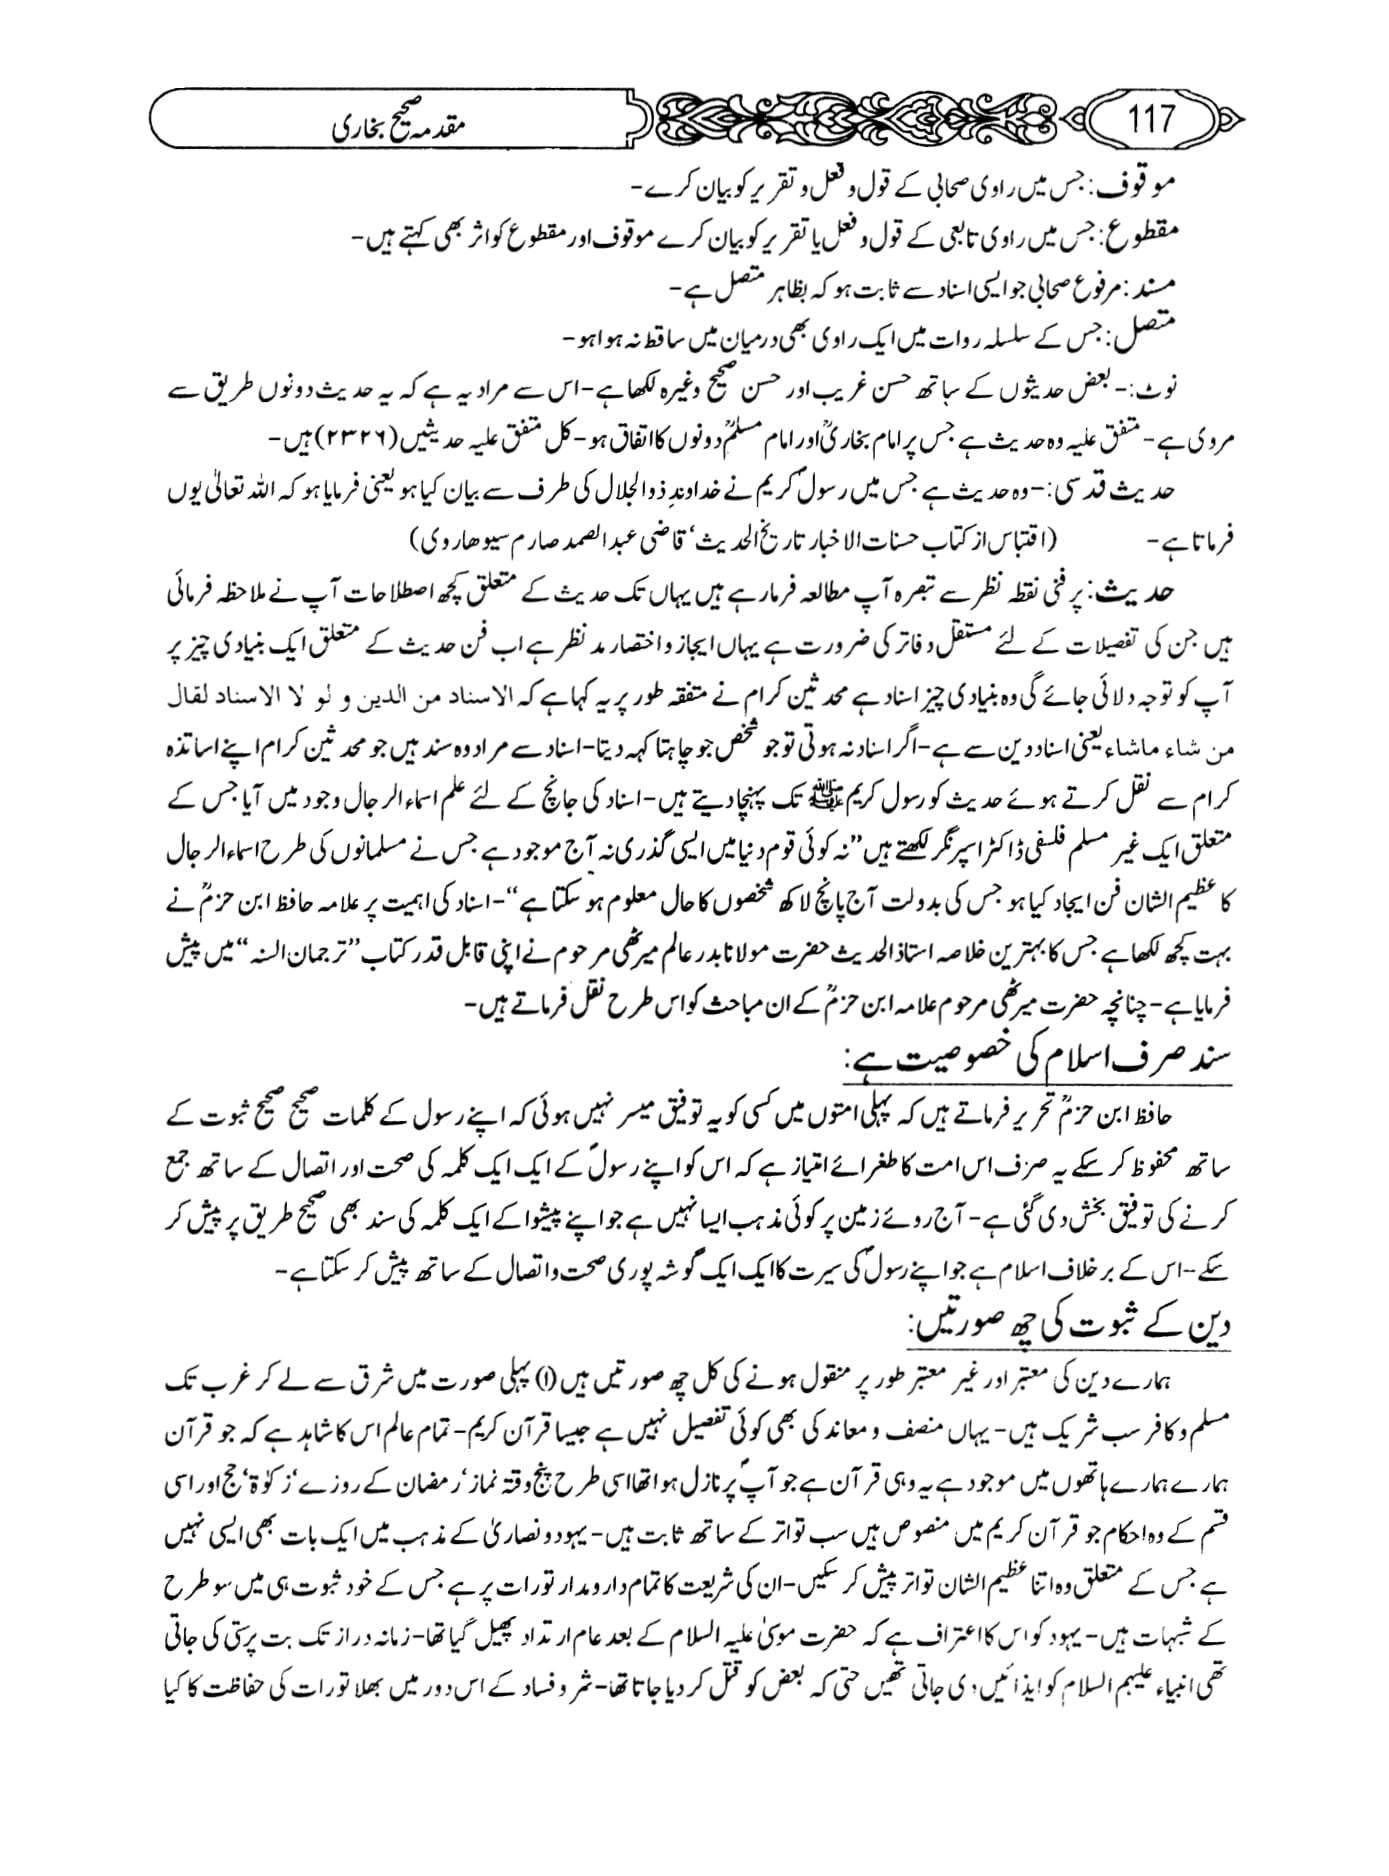 117
مقدمہ صحیح بخاری
موقوف: جس میں راوی صحابی کے قول و فعل و تقریر کو بیان کرے-
مقطوع: جس میں راوی تابعی کے قول و فعل یا تقریر کو بیان کرے موقوف اور مقطوع کو اثر بھی کہتے ہیں-
مسند: مرفوع صحابی جو ایسی اسناد سے ثابت ہو کہ بظاہر متصل ہے-
متصل: جس کے سلسلہ روات میں ایک راوی بھی درمیان میں ساقط نہ ہوا ہو-
نوٹ:- بعض حدیثوں کے ساتھ حسن غریب اور حسن صحیح وغیرہ لکھا ہے- اس سے مراد یہ ہے کہ یہ حدیث دونوں طریق سے
مروی ہے- متفق علیہ وہ حدیث ہے جس پر امام بخاریؒ اور امام مسلمؒ دونوں کا اتفاق ہو- کل متفق علیہ حدیثیں (۲۳۲۶) ہیں-
حدیث قدسی:- وہ حدیث ہے جس میں رسول کریم نے خداوندِ ذوالجلال کی طرف سے بیان کیا ہو یعنی فرمایا ہو کہ اللہ تعالیٰ یوں
فرماتا ہے- (اقتباس از کتاب حسنات الاخبار تاریخ الحدیث‘ قاضی عبدالصمد صارم سیوھاروی)
حدیث: پر فنی نقطہ نظر سے تبصرہ آپ مطالعہ فرما رہے ہیں یہاں تک حدیث کے متعلق کچھ اصطلاحات آپ نے ملاحظہ فرمائی
ہیں جن کی تفصیلات کے لئے مستقل دفاتر کی ضرورت ہے یہاں ایجاز و اختصار مد نظر ہے اب فن حدیث کے متعلق ایک بنیادی چیز پر
آپ کو توجہ دلائی جائے گی وہ بنیادی چیز اسناد ہے محدثین کرام نے متفقہ طور پر یہ کہا ہے کہ الاسناد من الدین و لو لا الاسناد لقال
من شاء ماشاء یعنی اسناد دین سے ہے- اگر اسناد نہ ہوتی تو جو شخص جو چاہتا کہہ دیتا- اسناد سے مراد وہ سند ہیں جو محدثین کرام اپنے اساتذہ
کرام سے نقل کرتے ہوئے حدیث کو رسول کریم ﷺ تک پہنچا دیتے ہیں- اسناد کی جانچ کے لئے علم اسماء الرجال وجود میں آیا جس کے
متعلق ایک غیر مسلم فلسفی ڈاکٹر اسپرنگر لکھتے ہیں ”نہ کوئی قوم دنیا میں ایسی گذری نہ آج موجود ہے جس نے مسلمانوں کی طرح اسماء الرجال
کا عظیم الشان فن ایجاد کیا ہو جس کی بدولت آج پانچ لاکھ شخصوں کا حال معلوم ہو سکتا ہے“- اسناد کی اہمیت پر علامہ حافظ ابن حزمؒ نے
بہت کچھ لکھا ہے جس کا بہترین خلاصہ استاذ الحدیث حضرت مولانا بدر عالم میرٹھی مرحوم نے اپنی قابل قدر کتاب ”ترجمان السنہ“ میں پیش
فرمایا ہے- چنانچہ حضرت میرٹھی مرحوم علامہ ابن حزمؒ کے ان مباحث کو اس طرح نقل فرماتے ہیں-
سند صرف اسلام کی خصوصیت ہے:
حافظ ابن حزمؒ تحریر فرماتے ہیں کہ پہلی امتوں میں کسی کو یہ توفیق میسر نہیں ہوئی کہ اپنے رسول کے کلمات صحیح صحیح ثبوت کے
ساتھ محفوظ کر سکے یہ صرف اس امت کا طغرائے امتیاز ہے کہ اس کو اپنے رسولؐ کے ایک ایک کلمہ کی صحت اور اتصال کے ساتھ جمع
کرنے کی توفیق بخش دی گئی ہے- آج روئے زمین پر کوئی مذہب ایسا نہیں ہے جو اپنے پیشوا کے ایک کلمہ کی سند بھی صحیح طریق پر پیش کر
سکے- اس کے برخلاف اسلام ہے جو اپنے رسولؐ کی سیرت کا ایک ایک گوشہ پوری صحت و اتصال کے ساتھ پیش کر سکتا ہے-
دین کے ثبوت کی چھ صورتیں:
ہمارے دین کی معتبر اور غیر معتبر طور پر منقول ہونے کی کل چھ صورتیں ہیں (۱) پہلی صورت میں شرق سے لے کر غرب تک
مسلم و کافر سب شریک ہیں- یہاں منصف و معاند کی بھی کوئی تفصیل نہیں ہے جیسا قرآن کریم- تمام عالم اس کا شاہد ہے کہ جو قرآن
ہمارے ہمارے ہاتھوں میں موجود ہے یہ وہی قرآن ہے جو آپؐ پر نازل ہوا تھا اسی طرح پنج وقتہ نماز‘ رمضان کے روزے‘ زکوٰۃ‘ حج اور اسی
قسم کے وہ احکام جو قرآن کریم میں منصوص ہیں سب تواتر کے ساتھ ثابت ہیں- یہود و نصاریٰ کے مذہب میں ایک بات بھی ایسی نہیں
ہے جس کے متعلق وہ اتنا عظیم الشان تواتر پیش کر سکیں- ان کی شریعت کا تمام دار و مدار تورات پر ہے جس کے خود ثبوت ہی میں سو طرح
کے شبہات ہیں- یہود کو اس کا اعتراف ہے کہ حضرت موسیٰ علیہ السلام کے بعد عام ارتداد پھیل گیا تھا- زمانہ دراز تک بت پرستی کی جاتی
تھی انبیاء علیہم السلام کو ایذائیں دی جاتی تھیں حتی کہ بعض کو قتل کر دیا جاتا تھا- شر و فساد کے اس دور میں بھلا تورات کی حفاظت کا کیا